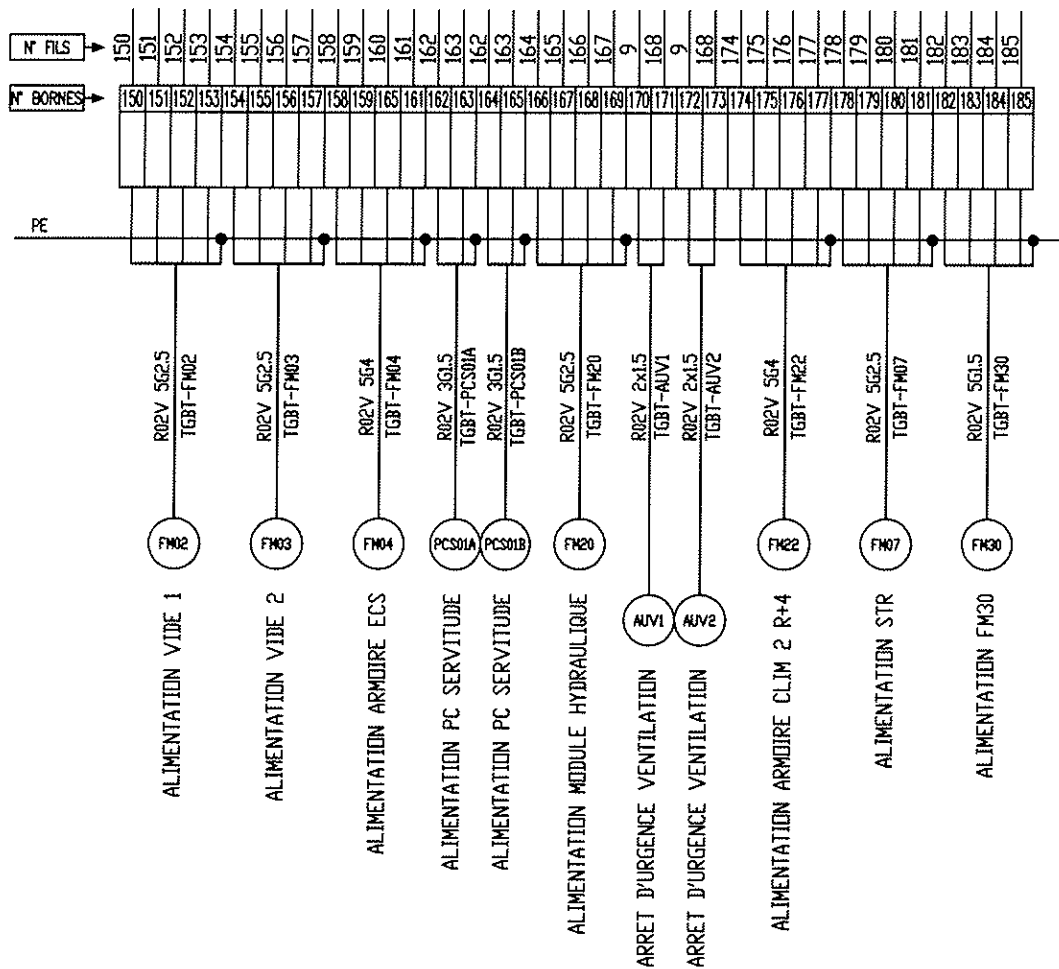 N° FILS 150 151 152 153 154 155 156 157 158 159 160 161 162 163 162 163 164 165 166 167 9 168 9 168 174 175 176 177 178 179 180 181 182 183 184 185
N° BORNES 150 151 152 153 154 155 156 157 158 159 165 161 162 163 164 165 166 167 168 169 170 171 172 173 174 175 176 177 178 179 180 181 182 183 184 185
PE
R02V 5G2.5
TGBT-FM02
R02V 5G2.5
TGBT-FM03
R02V 5G4
TGBT-FM04
R02V 3G1.5
TGBT-PCS01A
R02V 3G1.5
TGBT-PCS01B
R02V 5G2.5
TGBT-FM20
R02V 2x1.5
TGBT-AUV1
R02V 2x1.5
TGBT-AUV2
R02V 5G4
TGBT-FM22
R02V 5G2.5
TGBT-FM07
R02V 5G1.5
TGBT-FM30
FM02
FM03
FM04
PCS01A
PCS01B
FM20
AUV1
AUV2
FM22
FM07
FM30
ALIMENTATION VIDE 1
ALIMENTATION VIDE 2
ALIMENTATION ARMOIRE ECS
ALIMENTATION PC SERVITUDE
ALIMENTATION PC SERVITUDE
ALIMENTATION MODULE HYDRAULIQUE
ARRET D'URGENCE VENTILATION
ARRET D'URGENCE VENTILATION
ALIMENTATION ARMOIRE CLIM 2 R+4
ALIMENTATION STR
ALIMENTATION FM30